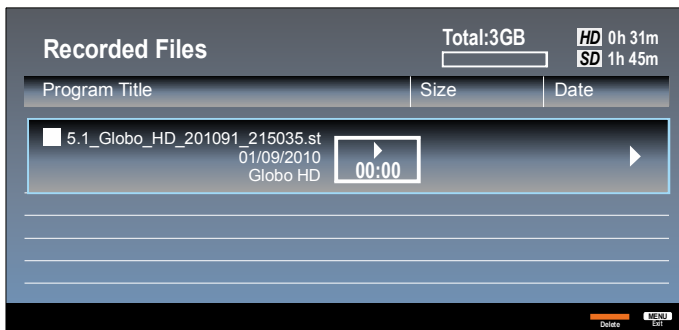 Recorded Files
Total:3GB
HD 0h 31m
SD 1h 45m
Program Title Size Date
5.1_Globo_HD_201091_215035.st
01/09/2010
Globo HD
00:00
Delete
MENU
Exit